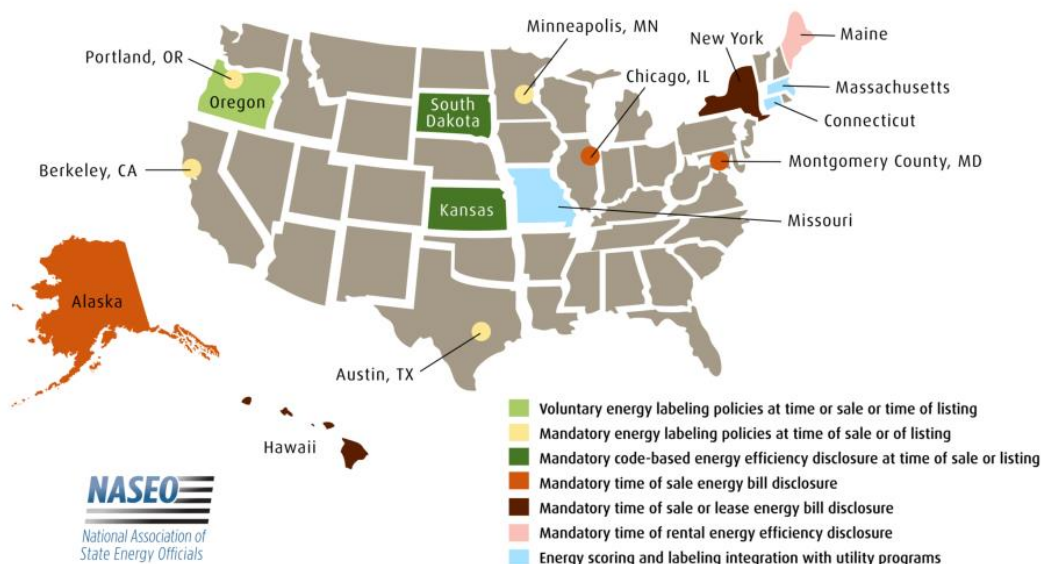 Minneapolis, MN
New York
Maine
Portland, OR
Chicago, IL
Massachusetts
Oregon
South
Dakota
Connecticut
Berkeley, CA
Montgomery County, MD
Kansas
Missouri
Alaska
Austin, TX
Hawaii
Voluntary energy labeling policies at time or sale or time of listing
Mandatory energy labeling policies at time of sale or of listing
Mandatory code-based energy efficiency disclosure at time of sale or listing
Mandatory time of sale energy bill disclosure
Mandatory time of sale or lease energy bill disclosure
Mandatory time of rental energy efficiency disclosure
Energy scoring and labeling integration with utility programs
NASEO
National Association of
State Energy Officials